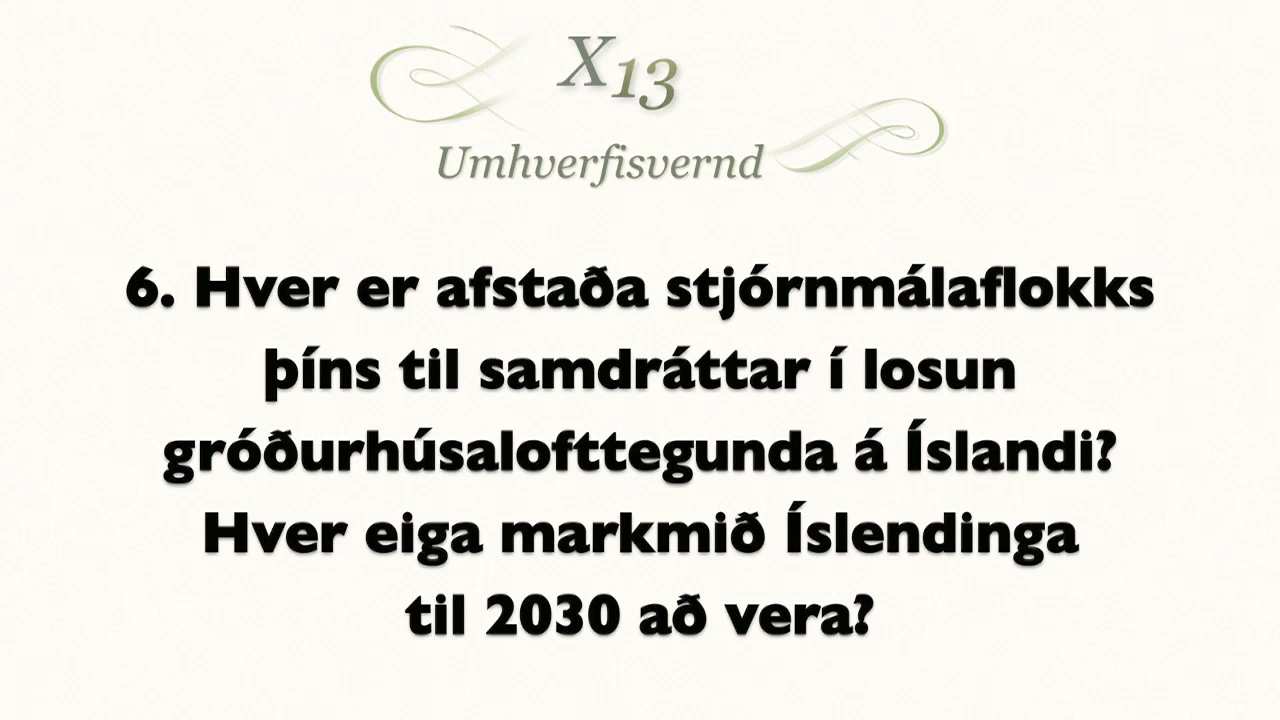 X13
Umhverfisvernd
6. Hver er afstaða stjórnmálaflokks
þíns til samdráttar í losun
gróðurhúsalofttegunda á Íslandi?
Hver eiga markmið Íslendinga
til 2030 að vera?